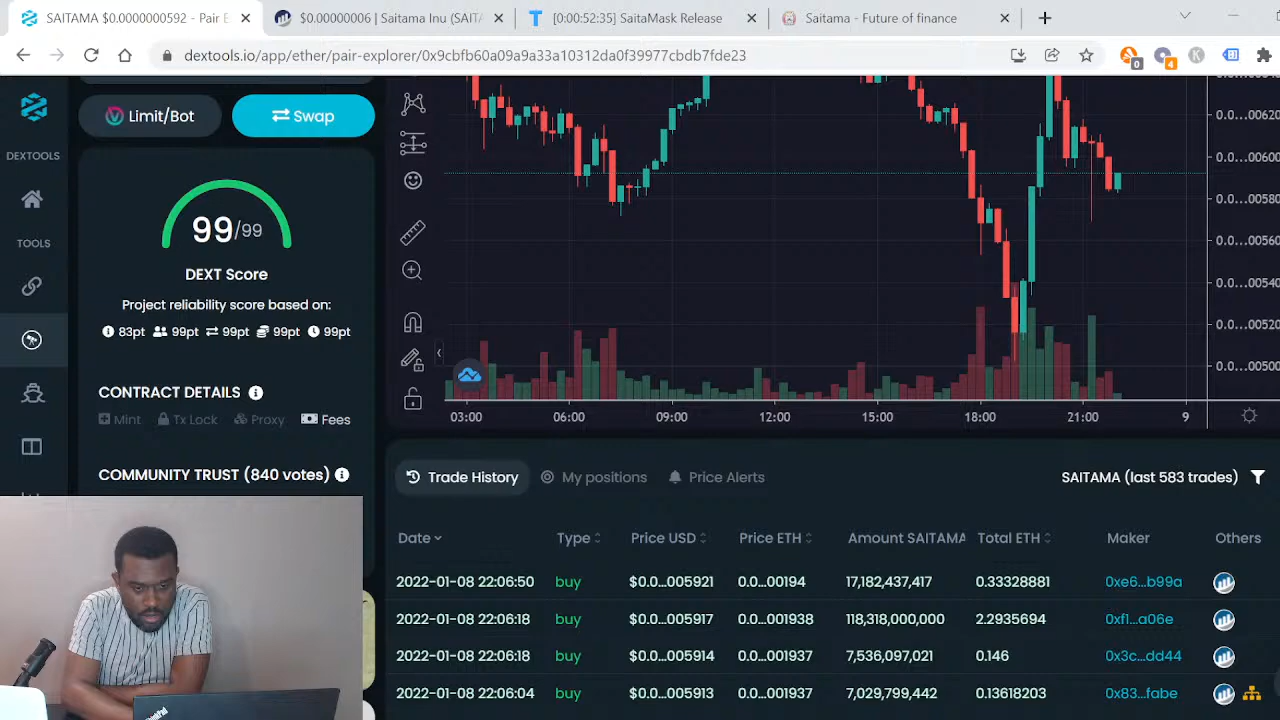 SAITAMA $0.0000000592 - Pair E
$0.00000006 | Saitama Inu (SAITA
[0:00:52:35] SaitaMask Release
Saitama - Future of finance
dextools.io/app/ether/pair-explorer/0x9cbfb60a09a9a33a10312da0f39977cbdb7fde23
0
4
K
DEXTOOLS
TOOLS
Limit/Bot
Swap
99/99
DEXT Score
Project reliability score based on:
83pt 99pt 99pt 99pt 99pt
CONTRACT DETAILS
Mint Tx Lock Proxy Fees
COMMUNITY TRUST (840 votes)
0.0...00620
0.0...00600
0.0...00580
0.0...00560
0.0...00540
0.0...00520
0.0...00500
03:00 06:00 09:00 12:00 15:00 18:00 21:00 9
Trade History My positions Price Alerts SAITAMA (last 583 trades)
Date Type Price USD Price ETH Amount SAITAMA Total ETH Maker Others
2022-01-08 22:06:50 buy $0.0...005921 0.0...00194 17,182,437,417 0.33328881 0xe6...b99a
2022-01-08 22:06:18 buy $0.0...005917 0.0...001938 118,318,000,000 2.2935694 0xf1...a06e
2022-01-08 22:06:18 buy $0.0...005914 0.0...001937 7,536,097,021 0.146 0x3c...dd44
2022-01-08 22:06:04 buy $0.0...005913 0.0...001937 7,029,799,442 0.13618203 0x83...fabe